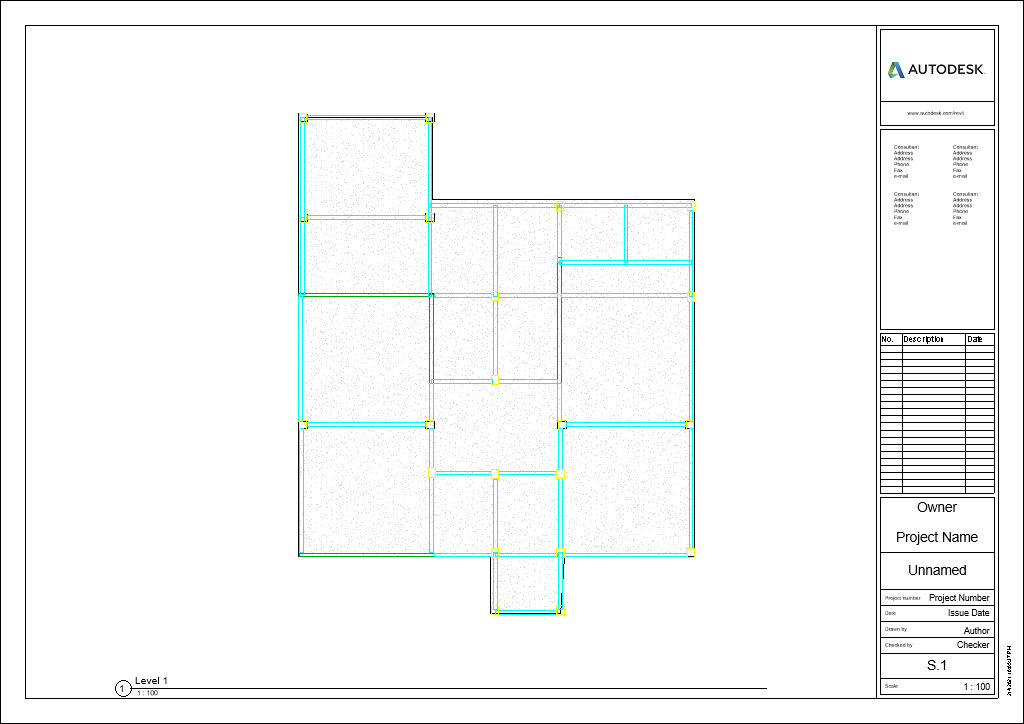 AUTODESK.
www.autodesk.com/revit
Consultant
Address
Address
Phone
Fax
e-mail
Consultant
Address
Address
Phone
Fax
e-mail
Consultant
Address
Address
Phone
Fax
e-mail
Consultant
Address
Address
Phone
Fax
e-mail
No. Description Date
Owner
Project Name
Unnamed
Project number Project Number
Date Issue Date
Drawn by Author
Checked by Checker
S.1
Scale 1 : 100
1 Level 1
1 : 100